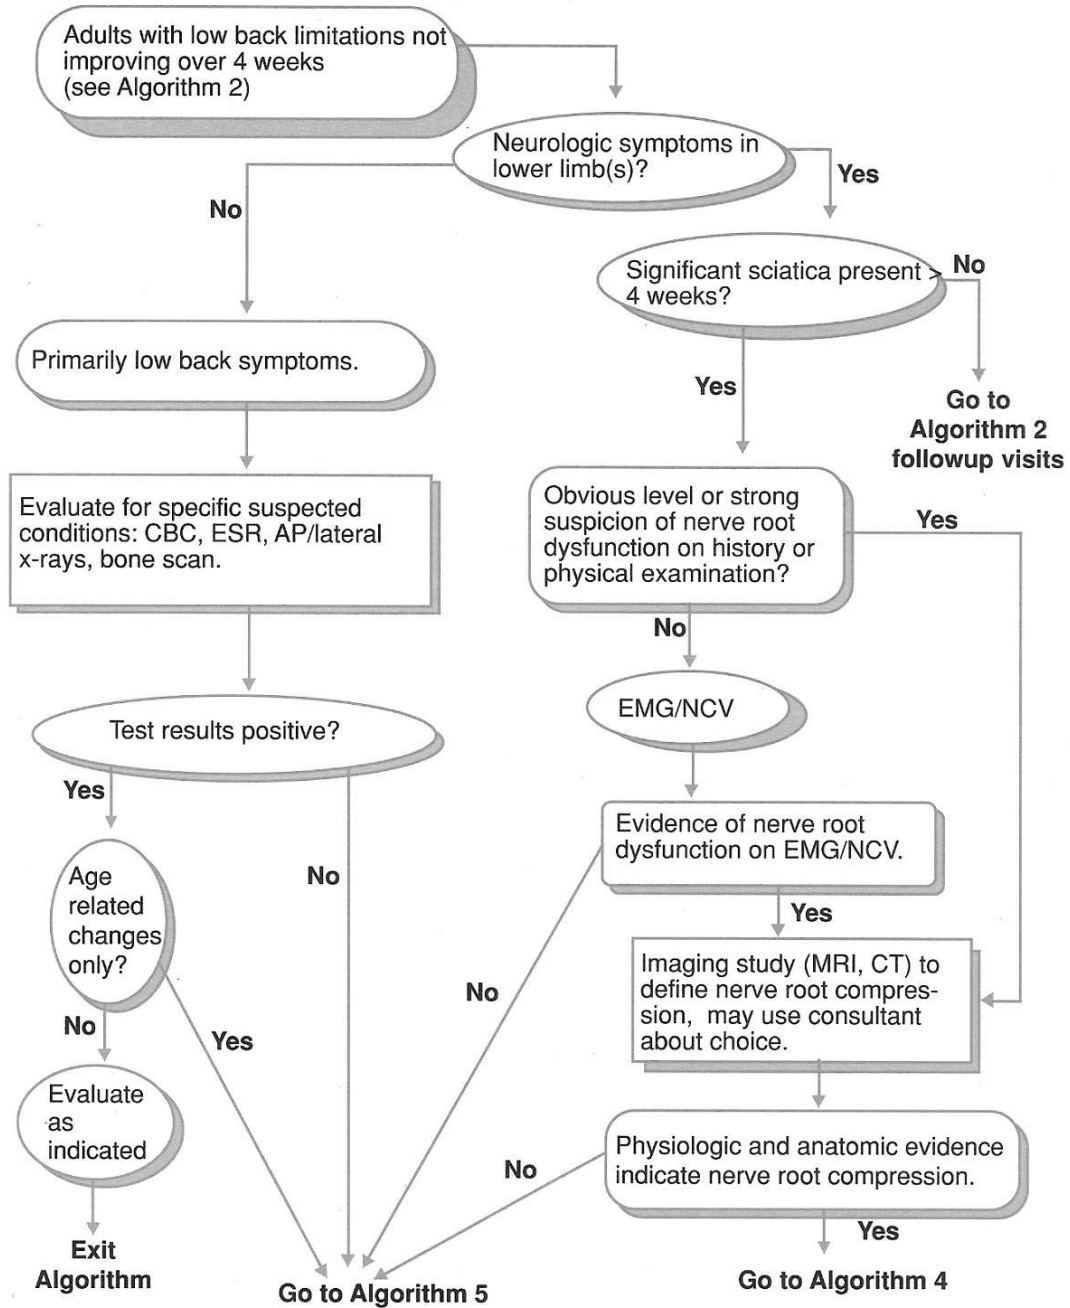 Adults with low back limitations not
improving over 4 weeks
(see Algorithm 2)
Neurologic symptoms in
lower limb(s)?
Yes
No
Significant sciatica present >
4 weeks?
No
Primarily low back symptoms.
Yes
Go to
Algorithm 2
followup visits
Evaluate for specific suspected
conditions: CBC, ESR, AP/lateral
x-rays, bone scan.
Obvious level or strong
suspicion of nerve root
dysfunction on history or
physical examination?
Yes
No
EMG/NCV
Test results positive?
Yes
No
Evidence of nerve root
dysfunction on EMG/NCV.
Yes
No
Age
related
changes
only?
No
Yes
Imaging study (MRI, CT) to
define nerve root compres-
sion, may use consultant
about choice.
Evaluate
as
indicated
Physiologic and anatomic evidence
indicate nerve root compression.
No
Yes
Exit
Algorithm
Go to Algorithm 5
Go to Algorithm 4